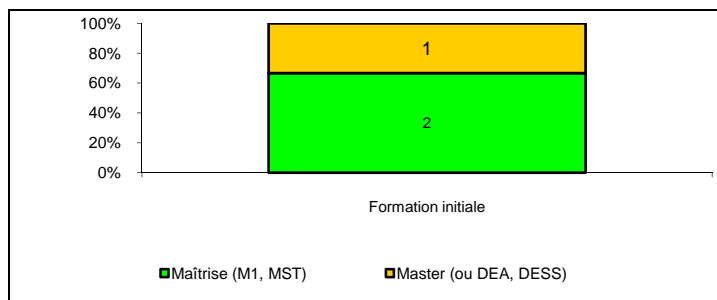 100%
80%
60%
40%
20%
0%
1
2
Formation initiale
Maîtrise (M1, MST)
Master (ou DEA, DESS)